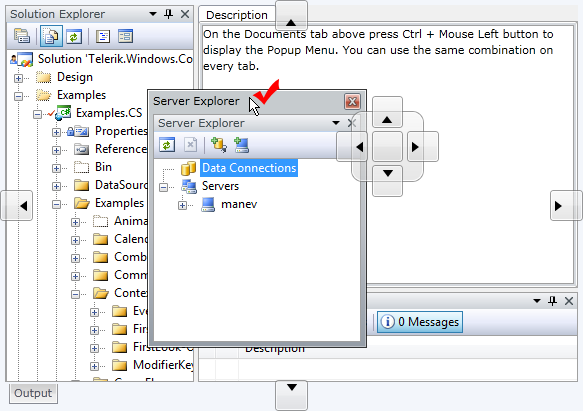 Solution Explorer
Description
On the Documents tab above press Ctrl + Mouse Left button to
display the Popup Menu. You can use the same combination on
every tab.
Solution 'Telerik.Windows.Co
Design
Examples
Examples.CS
Properties
Reference
Bin
DataSour
Examples
Anima
Calend
Comb
Comm
Contex
Eve
First
FirstLook-C
ModifierKey
Server Explorer
Server Explorer
Data Connections
Servers
manev
0 Messages
Description
Output